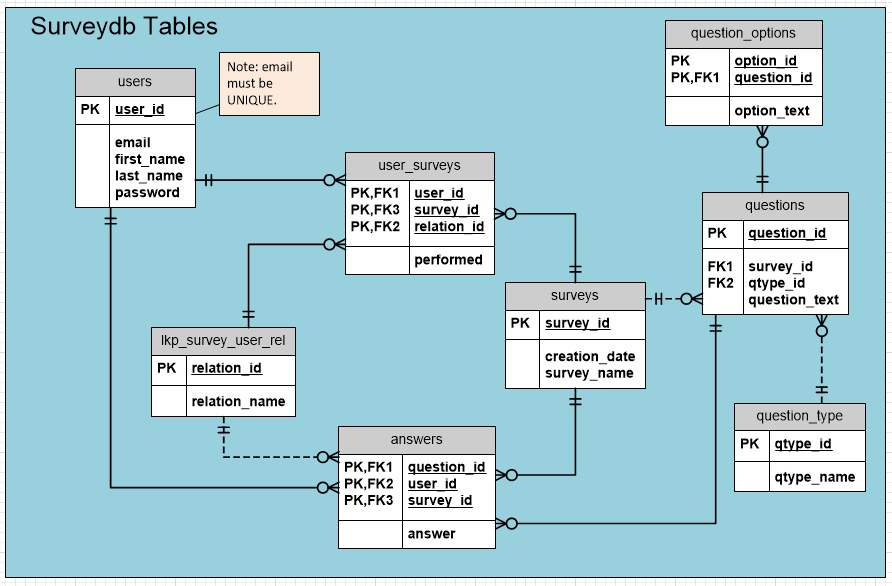 Surveydb Tables
users
PK user_id
email
first_name
last_name
password
Note: email
must be
UNIQUE.
user_surveys
PK,FK1 user_id
PK,FK3 survey_id
PK,FK2 relation_id
performed
question_options
PK option_id
PK,FK1 question_id
option_text
questions
PK question_id
FK1 survey_id
FK2 qtype_id
question_text
surveys
PK survey_id
creation_date
survey_name
lkp_survey_user_rel
PK relation_id
relation_name
question_type
PK qtype_id
qtype_name
answers
PK,FK1 question_id
PK,FK2 user_id
PK,FK3 survey_id
answer